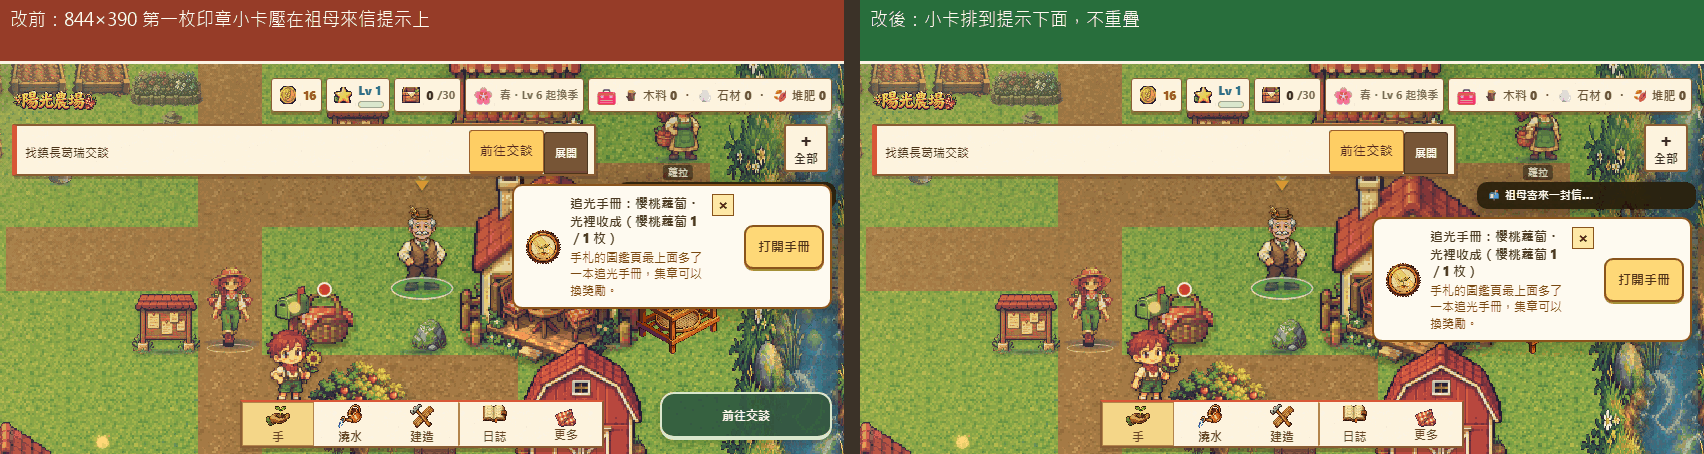 改前：844×390 第一枚印章小卡壓在祖母來信提示上
陽光農場
16
Lv 1
0 /30
春・Lv 6 起換季
木料 0 ・ 石材 0 ・ 堆肥 0
找鎮長葛瑞交談
前往交談
展開
+
全部
蘿拉
追光手冊：櫻桃蘿蔔・
光裡收成（櫻桃蘿蔔 1
/ 1 枚）
手札的圖鑑頁最上面多了
一本追光手冊，集章可以
換獎勵。
×
打開手冊
前往交談
手
澆水
建造
日誌
更多
改後：小卡排到提示下面，不重疊
陽光農場
16
Lv 1
0 /30
春・Lv 6 起換季
木料 0 ・ 石材 0 ・ 堆肥 0
找鎮長葛瑞交談
前往交談
展開
+
全部
蘿拉
祖母寄來一封信...
追光手冊：櫻桃蘿蔔・
光裡收成（櫻桃蘿蔔 1
/ 1 枚）
手札的圖鑑頁最上面多了
一本追光手冊，集章可以
換獎勵。
×
打開手冊
手
澆水
建造
日誌
更多